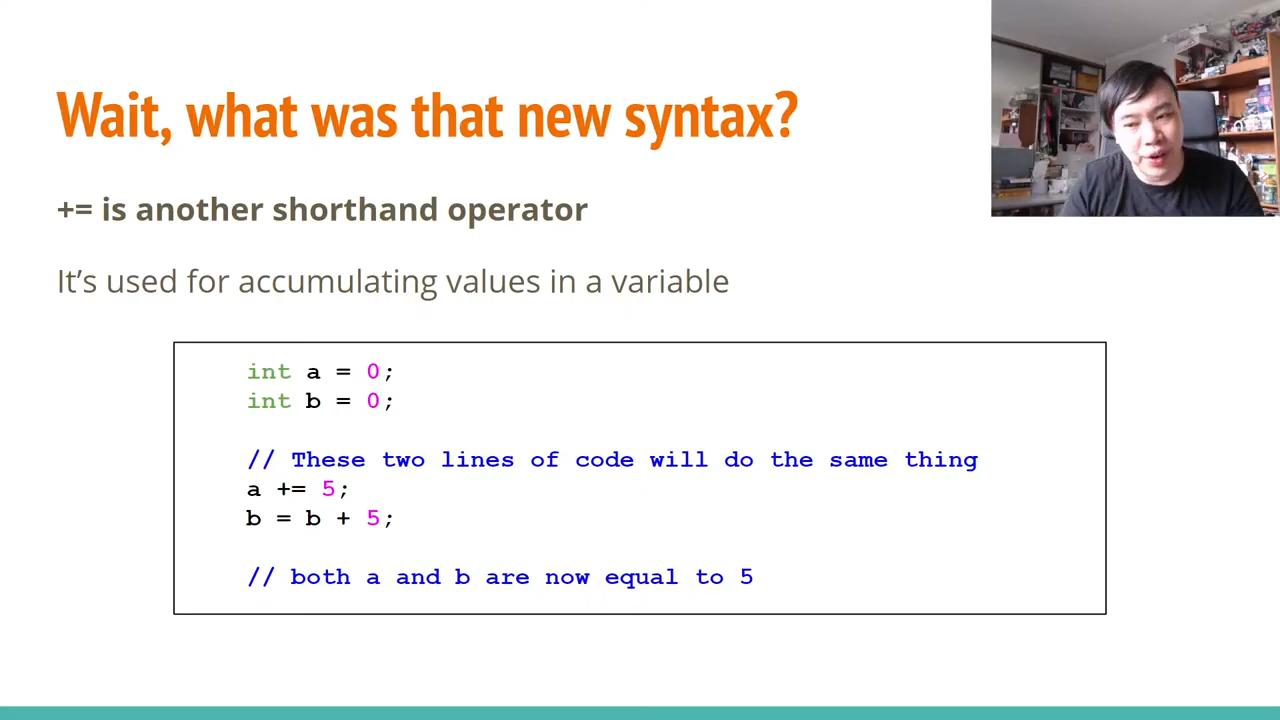 Wait, what was that new syntax?
+= is another shorthand operator
It’s used for accumulating values in a variable
int a = 0;
int b = 0;
// These two lines of code will do the same thing
a += 5;
b = b + 5;
// both a and b are now equal to 5